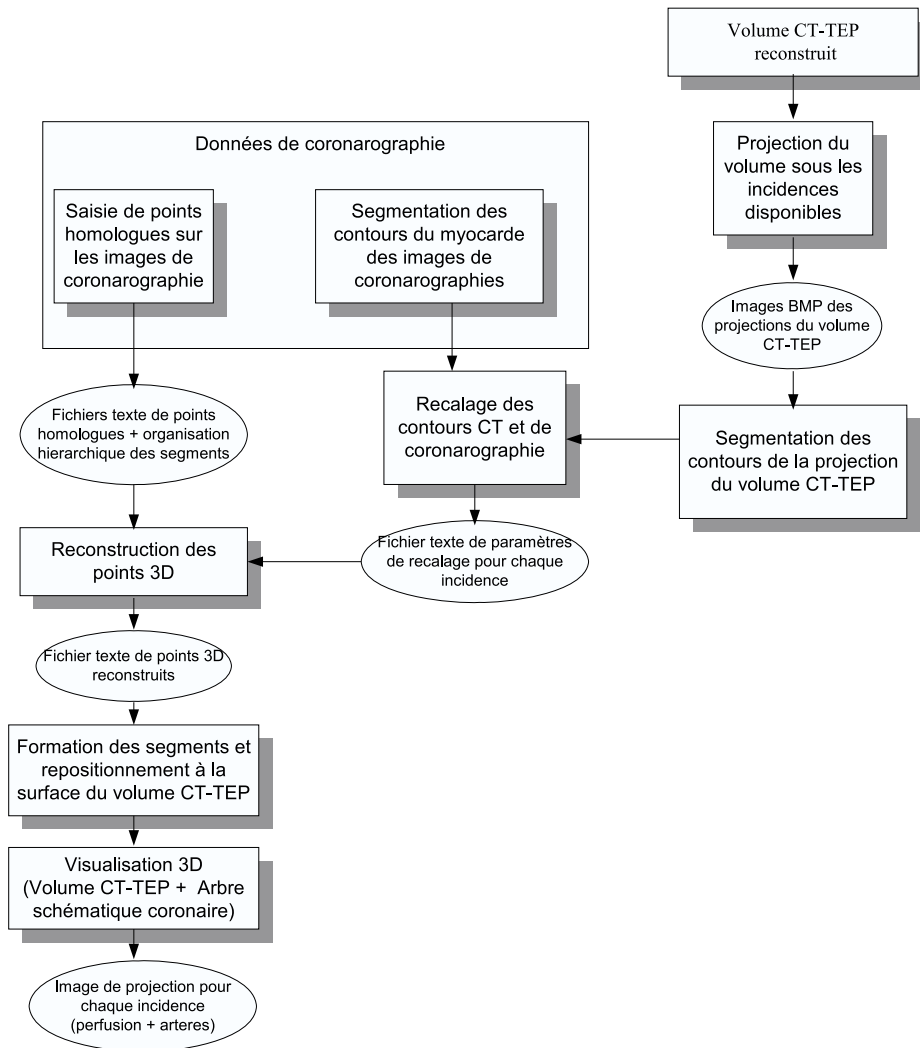 Volume CT-TEP
reconstruit
Projection du
volume sous les
incidences
disponibles
Images BMP des
projections du volume
CT-TEP
Segmentation des
contours de la projection
du volume CT-TEP
Données de coronarographie
Saisie de points
homologues sur
les images de
coronarographie
Segmentation des
contours du myocarde
des images de
coronarographies
Recalage des
contours CT et de
coronarographie
Fichiers texte de points
homologues + organisation
hierarchique des segments
Fichier texte de paramètres
de recalage pour chaque
incidence
Reconstruction des
points 3D
Fichier texte de points 3D
reconstruits
Formation des segments et
repositionnement à la
surface du volume CT-TEP
Visualisation 3D
(Volume CT-TEP + Arbre
schématique coronaire)
Image de projection pour
chaque incidence
(perfusion + arteres)